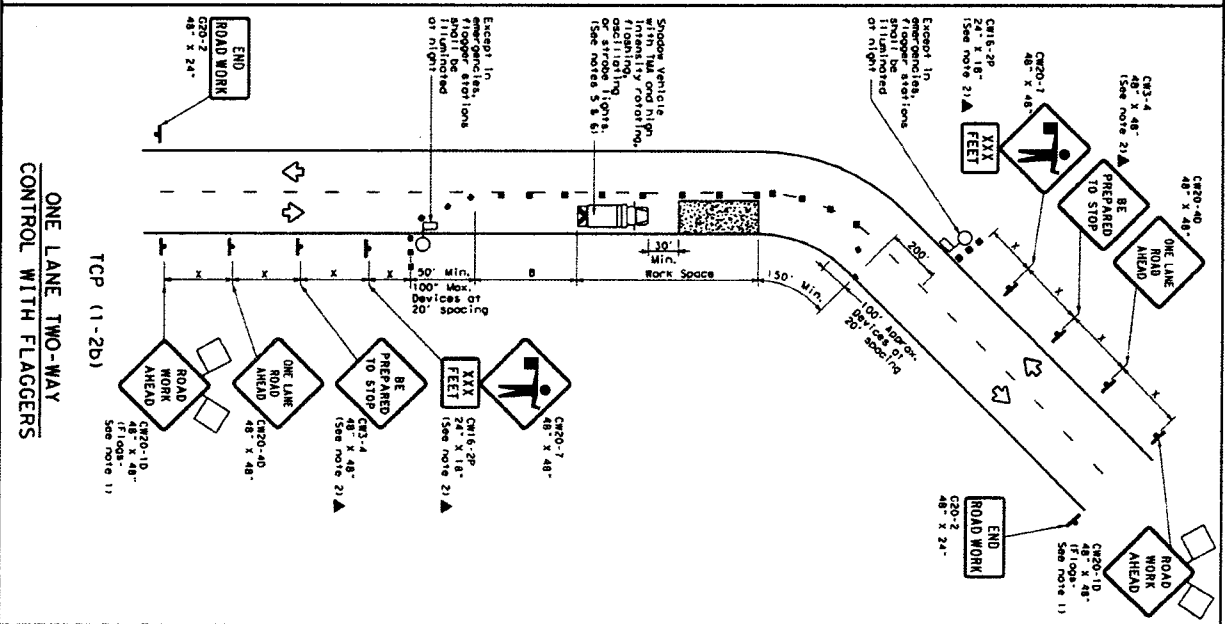 CW20-4D
48" X 48"
ONE LANE
ROAD
AHEAD
CW3-4
48" X 48"
(See note 2)▲
BE
PREPARED
TO STOP
CW20-7
48" X 48"
CW16-2P
24" X 18"
(See note 2)▲
XXX
FEET
Except in
emergencies,
flagger stations
shall be
illuminated
at night
ROAD
WORK
AHEAD
CW20-1D
48" X 48"
(Flags-
See note 1)
END
ROAD WORK
G20-2
48" X 24"
X
X
X
X
200'
100' Approx.
Devices at
20' spacing
150' Min.
Shadow Vehicle
with TMA and high
intensity rotating,
flashing,
oscillating
or strobe lights.
(See notes 5 & 6)
Work Space
30'
Min.
B
50' Min.
100' Max.
Devices at
20' spacing
Except in
emergencies,
flagger stations
shall be
illuminated
at night
X
X
X
X
END
ROAD WORK
G20-2
48" X 24"
CW20-7
48" X 48"
XXX
FEET
CW16-2P
24" X 18"
(See note 2)▲
BE
PREPARED
TO STOP
CW3-4
48" X 48"
(See note 2)▲
ONE LANE
ROAD
AHEAD
CW20-4D
48" X 48"
ROAD
WORK
AHEAD
CW20-1D
48" X 48"
(Flags-
See note 1)
TCP (1-2b)
ONE LANE TWO-WAY
CONTROL WITH FLAGGERS